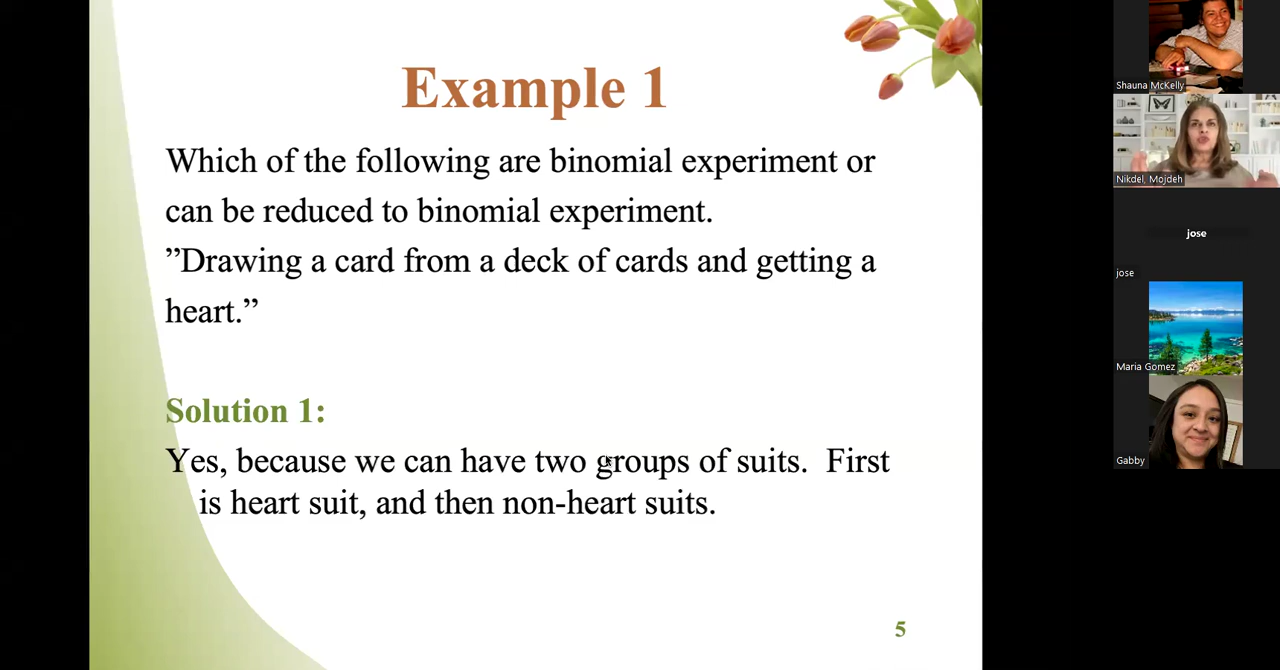 Example 1
Which of the following are binomial experiment or
can be reduced to binomial experiment.
”Drawing a card from a deck of cards and getting a
heart.”
Solution 1:
Yes, because we can have two groups of suits.  First
is heart suit, and then non-heart suits.
5
Shauna McKelly
Nikdel, Mojdeh
jose
jose
Maria Gomez
Gabby